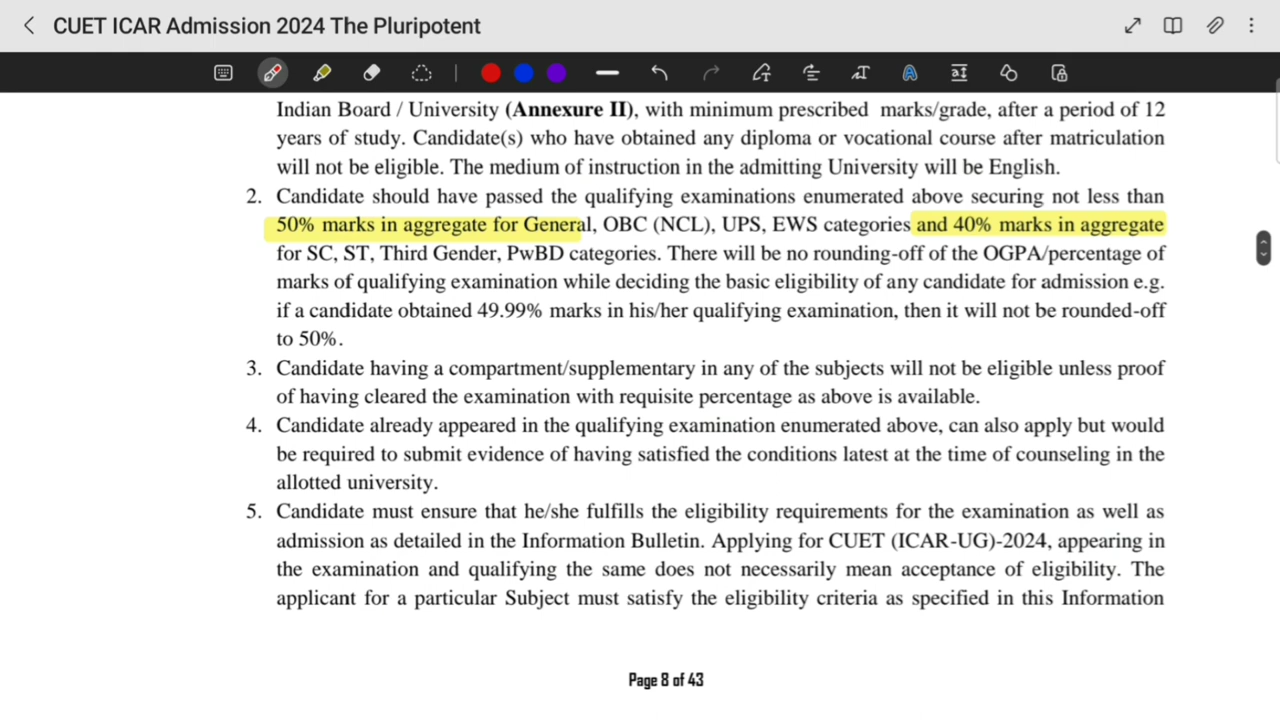 CUET ICAR Admission 2024 The Pluripotent
Indian Board / University (Annexure II), with minimum prescribed marks/grade, after a period of 12
years of study. Candidate(s) who have obtained any diploma or vocational course after matriculation
will not be eligible. The medium of instruction in the admitting University will be English.
2. Candidate should have passed the qualifying examinations enumerated above securing not less than
50% marks in aggregate for General, OBC (NCL), UPS, EWS categories and 40% marks in aggregate
for SC, ST, Third Gender, PwBD categories. There will be no rounding-off of the OGPA/percentage of
marks of qualifying examination while deciding the basic eligibility of any candidate for admission e.g.
if a candidate obtained 49.99% marks in his/her qualifying examination, then it will not be rounded-off
to 50%.
3. Candidate having a compartment/supplementary in any of the subjects will not be eligible unless proof
of having cleared the examination with requisite percentage as above is available.
4. Candidate already appeared in the qualifying examination enumerated above, can also apply but would
be required to submit evidence of having satisfied the conditions latest at the time of counseling in the
allotted university.
5. Candidate must ensure that he/she fulfills the eligibility requirements for the examination as well as
admission as detailed in the Information Bulletin. Applying for CUET (ICAR-UG)-2024, appearing in
the examination and qualifying the same does not necessarily mean acceptance of eligibility. The
applicant for a particular Subject must satisfy the eligibility criteria as specified in this Information
Page 8 of 43